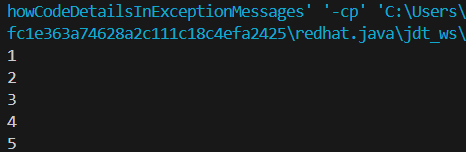 howCodeDetailsInExceptionMessages' '-cp' 'C:\Users\
fc1e363a74628a2c111c18c4efa2425\redhat.java\jdt_ws\
1
2
3
4
5